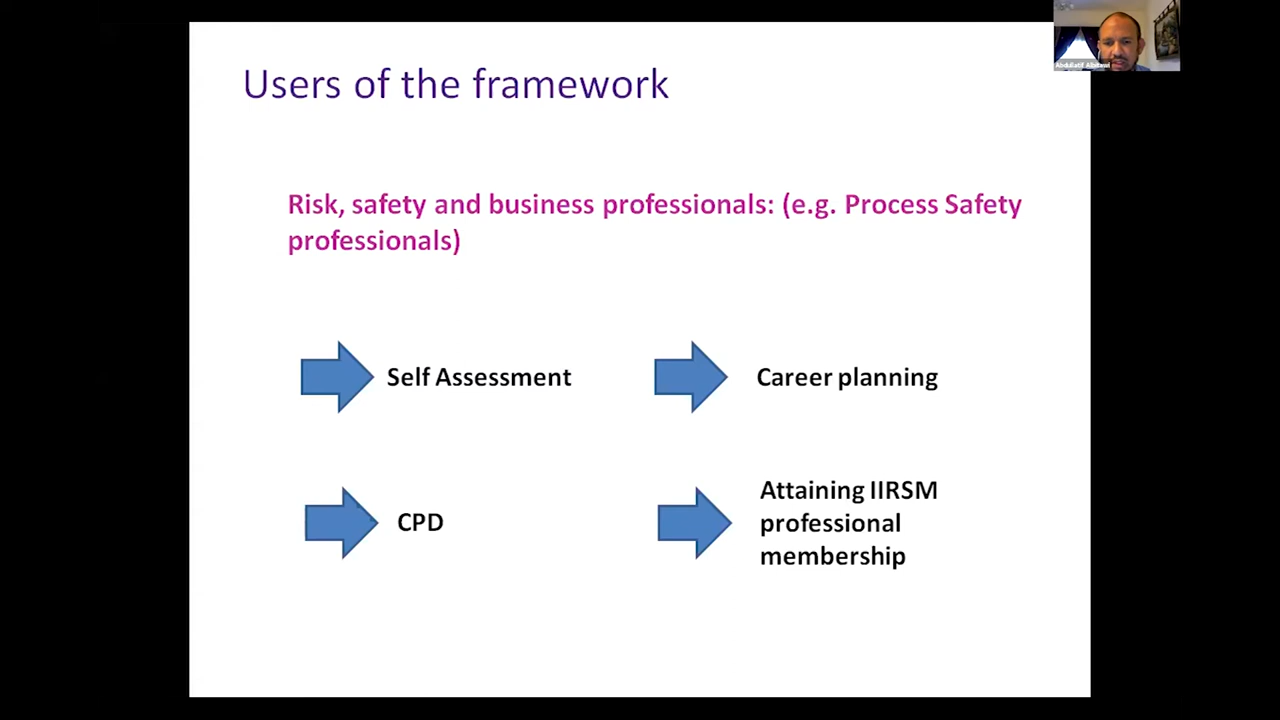 Users of the framework
Risk, safety and business professionals: (e.g. Process Safety
professionals)
Self Assessment
Career planning
CPD
Attaining IIRSM
professional
membership